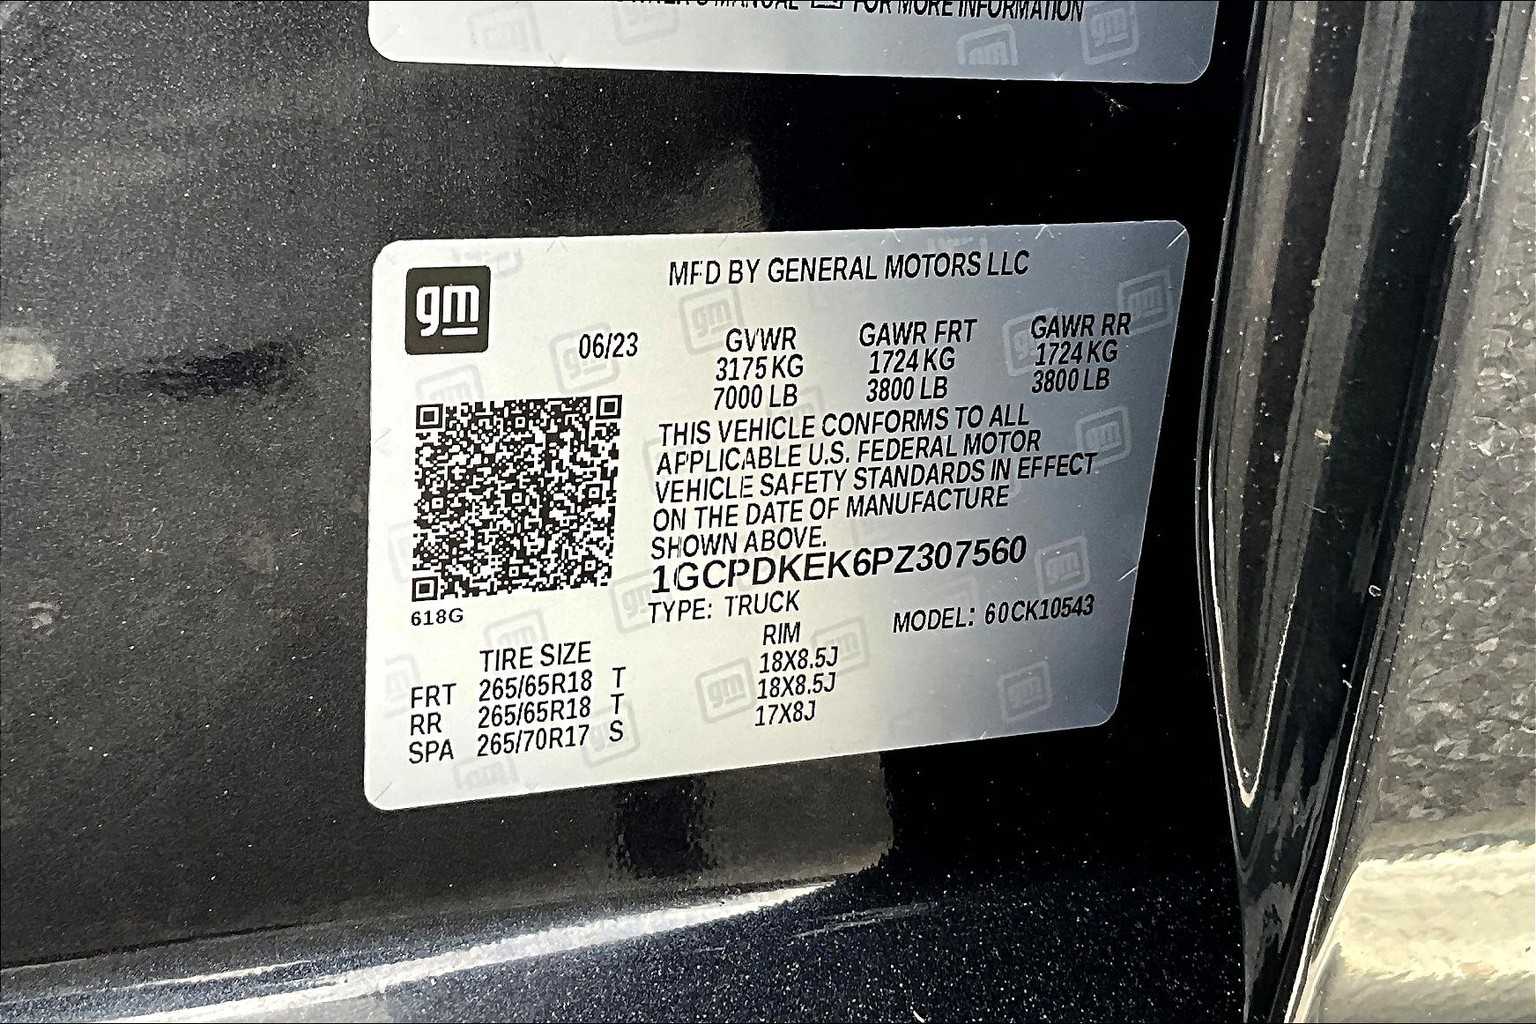 MANUAL FOR MORE INFORMATION
gm
MFD BY GENERAL MOTORS LLC
06/23 GVWR GAWR FRT GAWR RR
3175 KG 1724 KG 1724 KG
7000 LB 3800 LB 3800 LB
THIS VEHICLE CONFORMS TO ALL
APPLICABLE U.S. FEDERAL MOTOR
VEHICLE SAFETY STANDARDS IN EFFECT
ON THE DATE OF MANUFACTURE
SHOWN ABOVE.
1GCPDKEK6PZ307560
618G
TYPE: TRUCK MODEL: 60CK10543
TIRE SIZE RIM
FRT 265/65R18 T 18X8.5J
RR 265/65R18 T 18X8.5J
SPA 265/70R17 S 17X8J